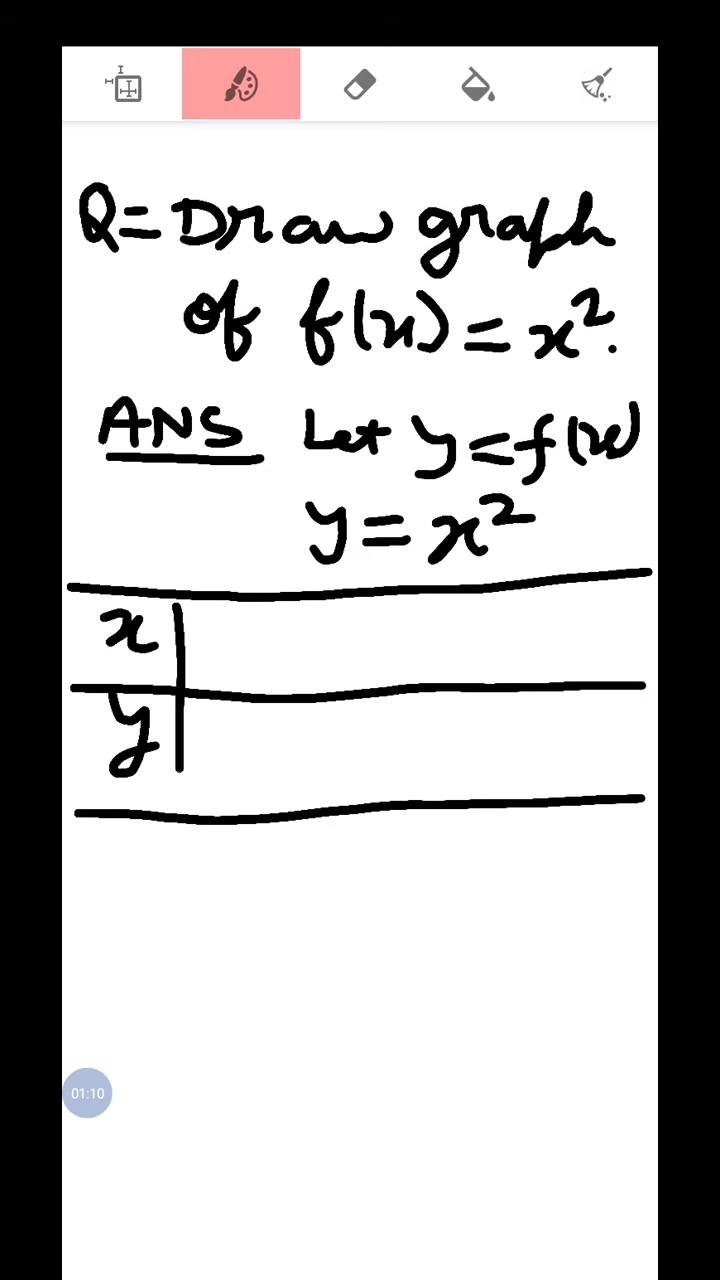 Q= Draw graph
of f(x) = x².
ANS Let y = f(x)
y = x²
x
y
01:10